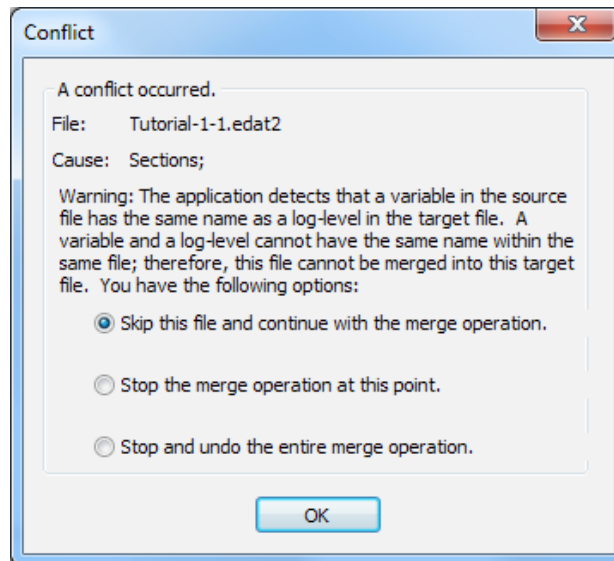 Conflict
A conflict occurred.
File: Tutorial-1-1.edat2
Cause: Sections;
Warning: The application detects that a variable in the source
file has the same name as a log-level in the target file. A
variable and a log-level cannot have the same name within the
same file; therefore, this file cannot be merged into this target
file. You have the following options:
Skip this file and continue with the merge operation.
Stop the merge operation at this point.
Stop and undo the entire merge operation.
OK